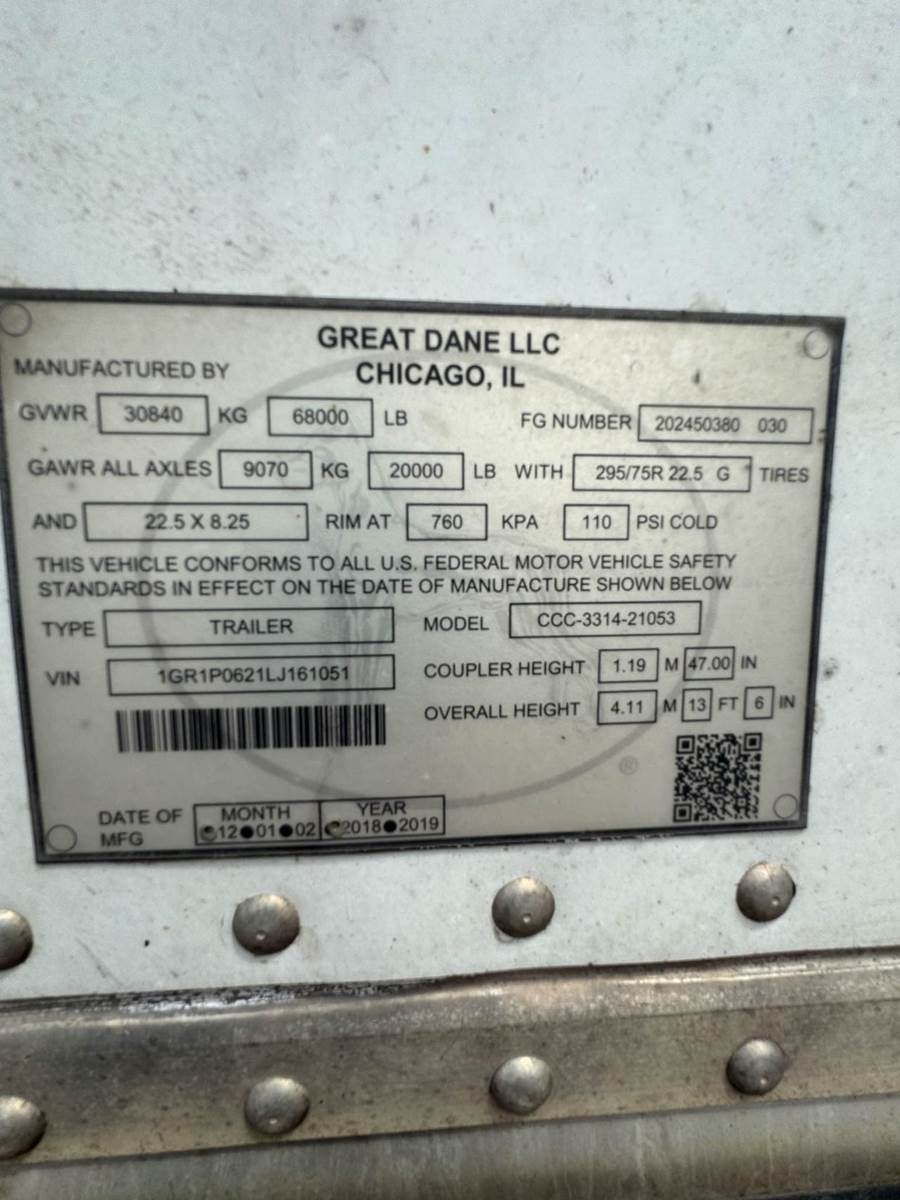 GREAT DANE LLC
MANUFACTURED BY CHICAGO, IL
GVWR 30840 KG 68000 LB FG NUMBER 202450380 030
GAWR ALL AXLES 9070 KG 20000 LB WITH 295/75R 22.5 G TIRES
AND 22.5 X 8.25 RIM AT 760 KPA 110 PSI COLD
THIS VEHICLE CONFORMS TO ALL U.S. FEDERAL MOTOR VEHICLE SAFETY
STANDARDS IN EFFECT ON THE DATE OF MANUFACTURE SHOWN BELOW
TYPE TRAILER MODEL CCC-3314-21053
VIN 1GR1P0621LJ161051 COUPLER HEIGHT 1.19 M 47.00 IN
OVERALL HEIGHT 4.11 M 13 FT 6 IN
®
DATE OF MFG MONTH YEAR
●12●01●02 ●2018●2019